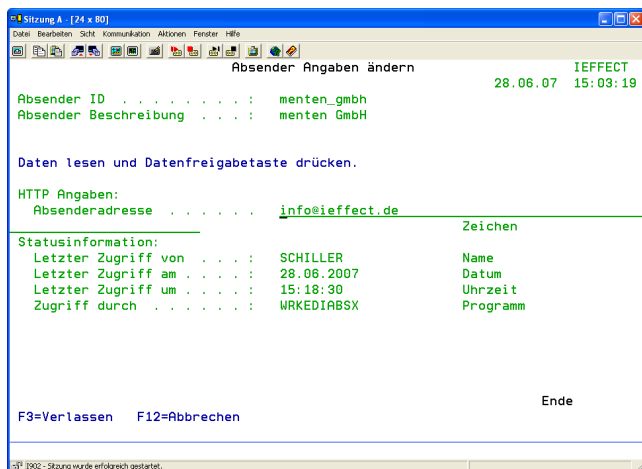 Sitzung A - [24 x 80]
Datei Bearbeiten Sicht Kommunikation Aktionen Fenster Hilfe
Absender Angaben ändern IEFFECT
28.06.07 15:03:19
Absender ID . . . . . . . . : menten_gmbh
Absender Beschreibung . . . : menten GmbH
Daten lesen und Datenfreigabetaste drücken.
HTTP Angaben:
Absenderadresse . . . . . . info@ieffect.de
Zeichen
Statusinformation:
Letzter Zugriff von . . . : SCHILLER Name
Letzter Zugriff am . . . . : 28.06.2007 Datum
Letzter Zugriff um . . . . : 15:18:30 Uhrzeit
Zugriff durch . . . . . . : WRKEDIABSX Programm
Ende
F3=Verlassen F12=Abbrechen
I902 - Sitzung wurde erfolgreich gestartet.